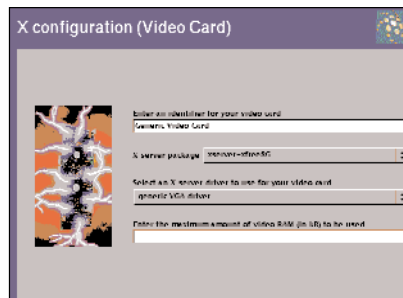 X configuration (Video Card)
Enter an identifier for your video card
Generic Video Card
X server package xserver-xfree86
Select an X server driver to use for your video card
generic VGA driver
Enter the maximum amount of video RAM (in kB) to be used